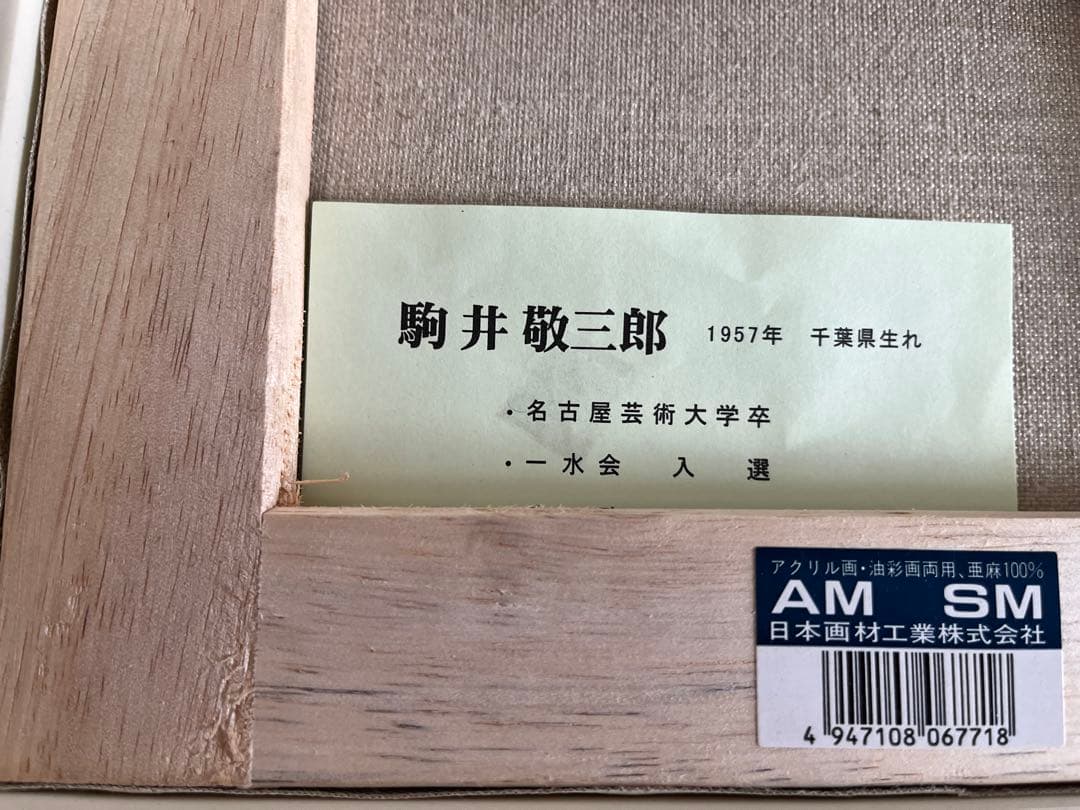 駒井敬三郎 1957年 千葉県生れ
・名古屋芸術大学卒
・一水会 入 選
アクリル画・油彩画両用、亜麻100%
AM SM
日本画材工業株式会社
4 947108 067718